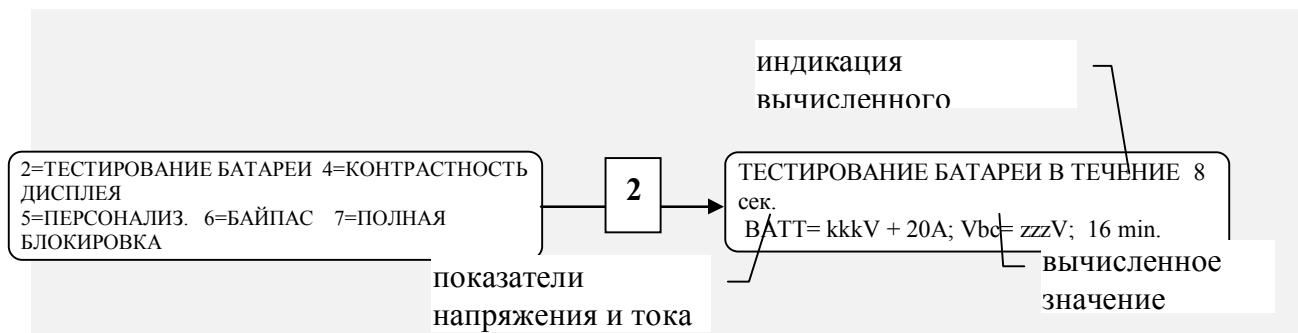 индикация
вычисленного
2=ТЕСТИРОВАНИЕ БАТАРЕИ 4=КОНТРАСТНОСТЬ
ДИСПЛЕЯ
5=ПЕРСОНАЛИЗ. 6=БАЙПАС 7=ПОЛНАЯ
БЛОКИРОВКА
2
ТЕСТИРОВАНИЕ БАТАРЕИ В ТЕЧЕНИЕ 8
сек.
BATT= kkkV + 20A; Vbc= zzzV; 16 min.
показатели
напряжения и тока
вычисленное
значение